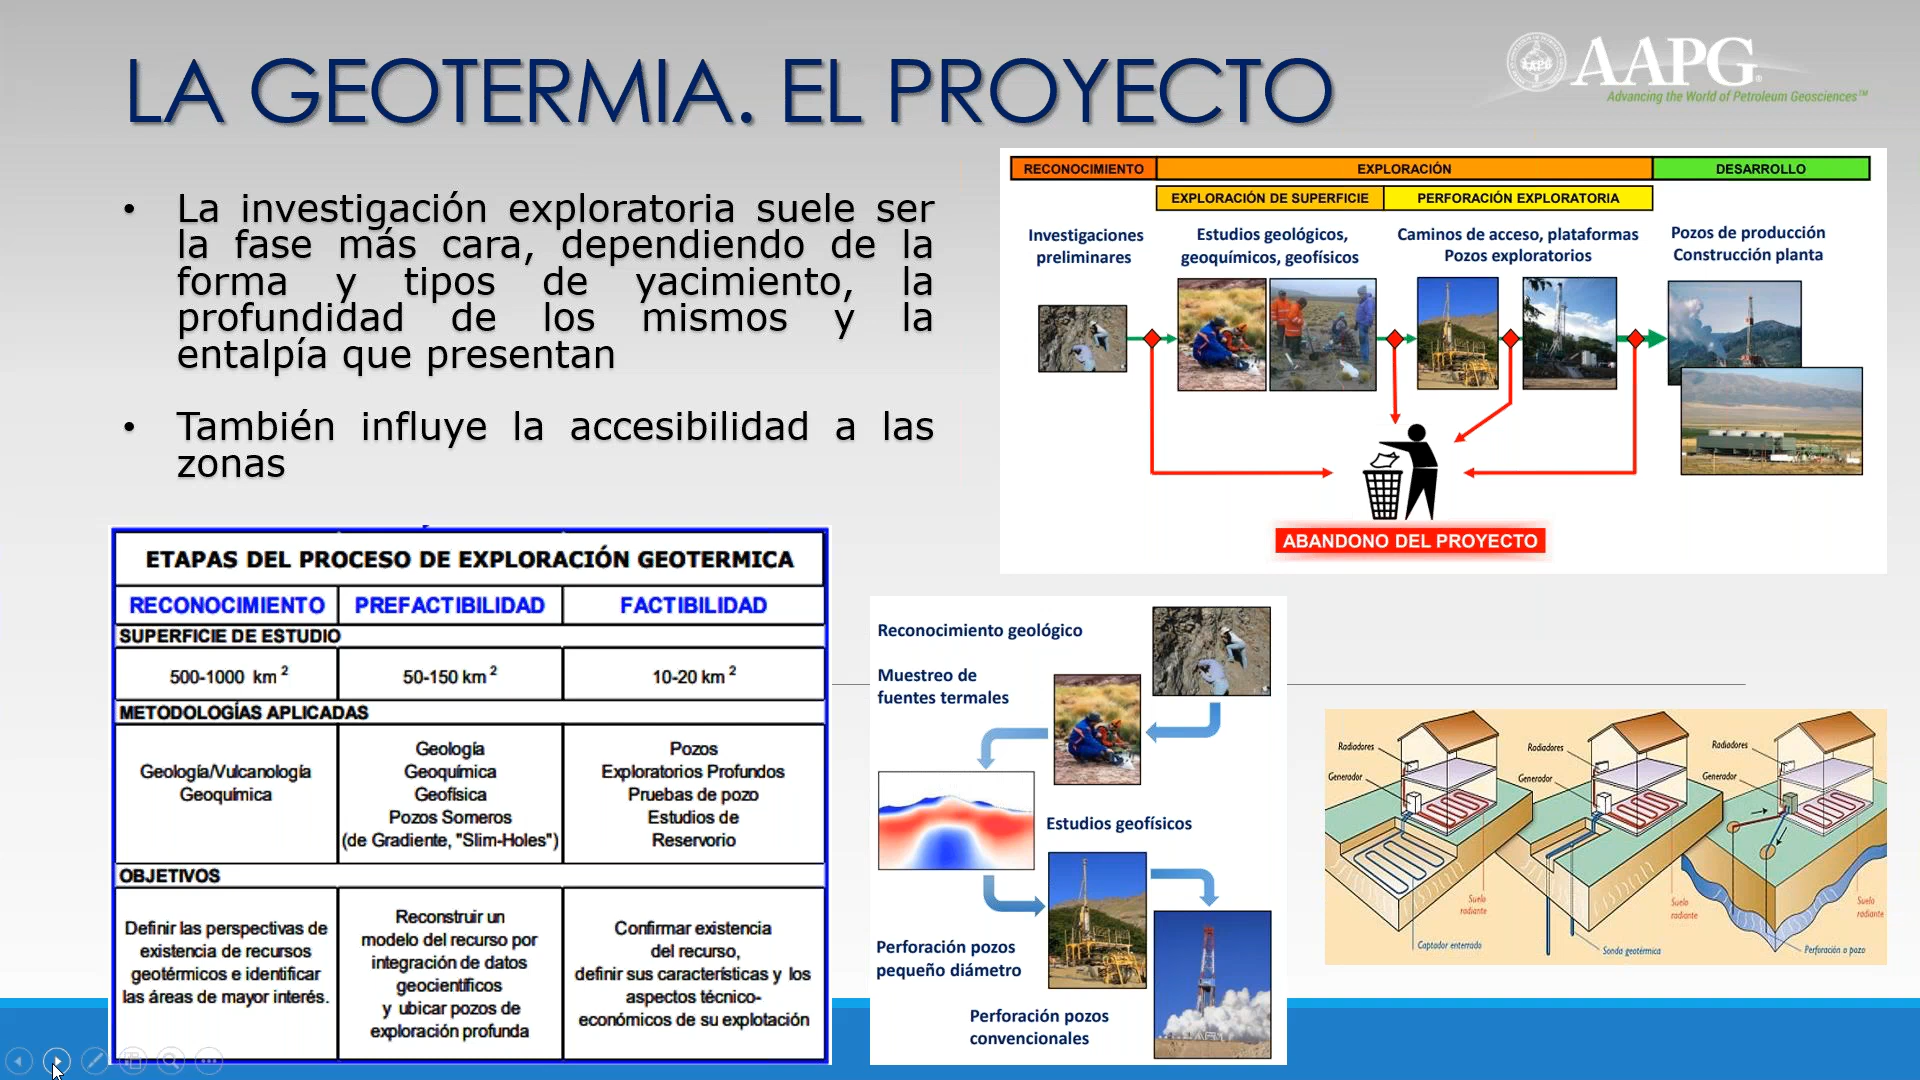 LA GEOTERMIA. EL PROYECTO
AAPG
Advancing the World of Petroleum Geosciences™
• La investigación exploratoria suele ser
la fase más cara, dependiendo de la
forma y tipos de yacimiento, la
profundidad de los mismos y la
entalpía que presentan
• También influye la accesibilidad a las
zonas
RECONOCIMIENTO
EXPLORACIÓN
DESARROLLO
EXPLORACIÓN DE SUPERFICIE
PERFORACIÓN EXPLORATORIA
Investigaciones
preliminares
Estudios geológicos,
geoquímicos, geofísicos
Caminos de acceso, plataformas
Pozos exploratorios
Pozos de producción
Construcción planta
ABANDONO DEL PROYECTO
ETAPAS DEL PROCESO DE EXPLORACIÓN GEOTERMICA
RECONOCIMIENTO
PREFACTIBILIDAD
FACTIBILIDAD
SUPERFICIE DE ESTUDIO
500-1000 km 2
50-150 km 2
10-20 km 2
METODOLOGÍAS APLICADAS
Geología/Vulcanología
Geoquímica
Geología
Geoquímica
Geofísica
Pozos Someros
(de Gradiente, "Slim-Holes")
Pozos
Exploratorios Profundos
Pruebas de pozo
Estudios de
Reservorio
OBJETIVOS
Definir las perspectivas de
existencia de recursos
geotérmicos e identificar
las áreas de mayor interés.
Reconstruir un
modelo del recurso por
integración de datos
geocientíficos
y ubicar pozos de
exploración profunda
Confirmar existencia
del recurso,
definir sus características y los
aspectos técnico-
económicos de su explotación
Reconocimiento geológico
Muestreo de
fuentes termales
Estudios geofísicos
Perforación pozos
pequeño diámetro
Perforación pozos
convencionales
Radiadores
Generador
Suelo
radiante
Captador enterrado
Radiadores
Generador
Suelo
radiante
Sonda geotérmica
Radiadores
Generador
Suelo
radiante
Perforación o pozo